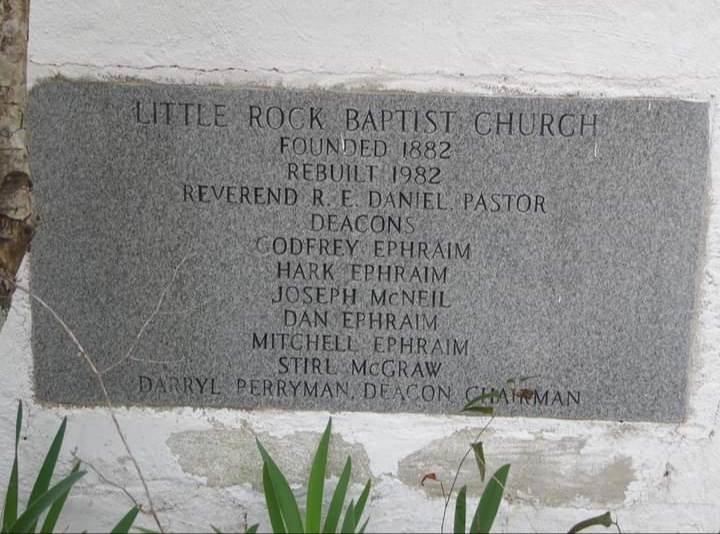 LITTLE ROCK BAPTIST CHURCH
FOUNDED 1882
REBUILT 1982
REVEREND R. E. DANIEL, PASTOR
DEACONS
GODFREY EPHRAIM
HARK EPHRAIM
JOSEPH McNEIL
DAN EPHRAIM
MITCHELL EPHRAIM
STIRL McGRAW
DARRYL PERRYMAN, DEACON CHAIRMAN